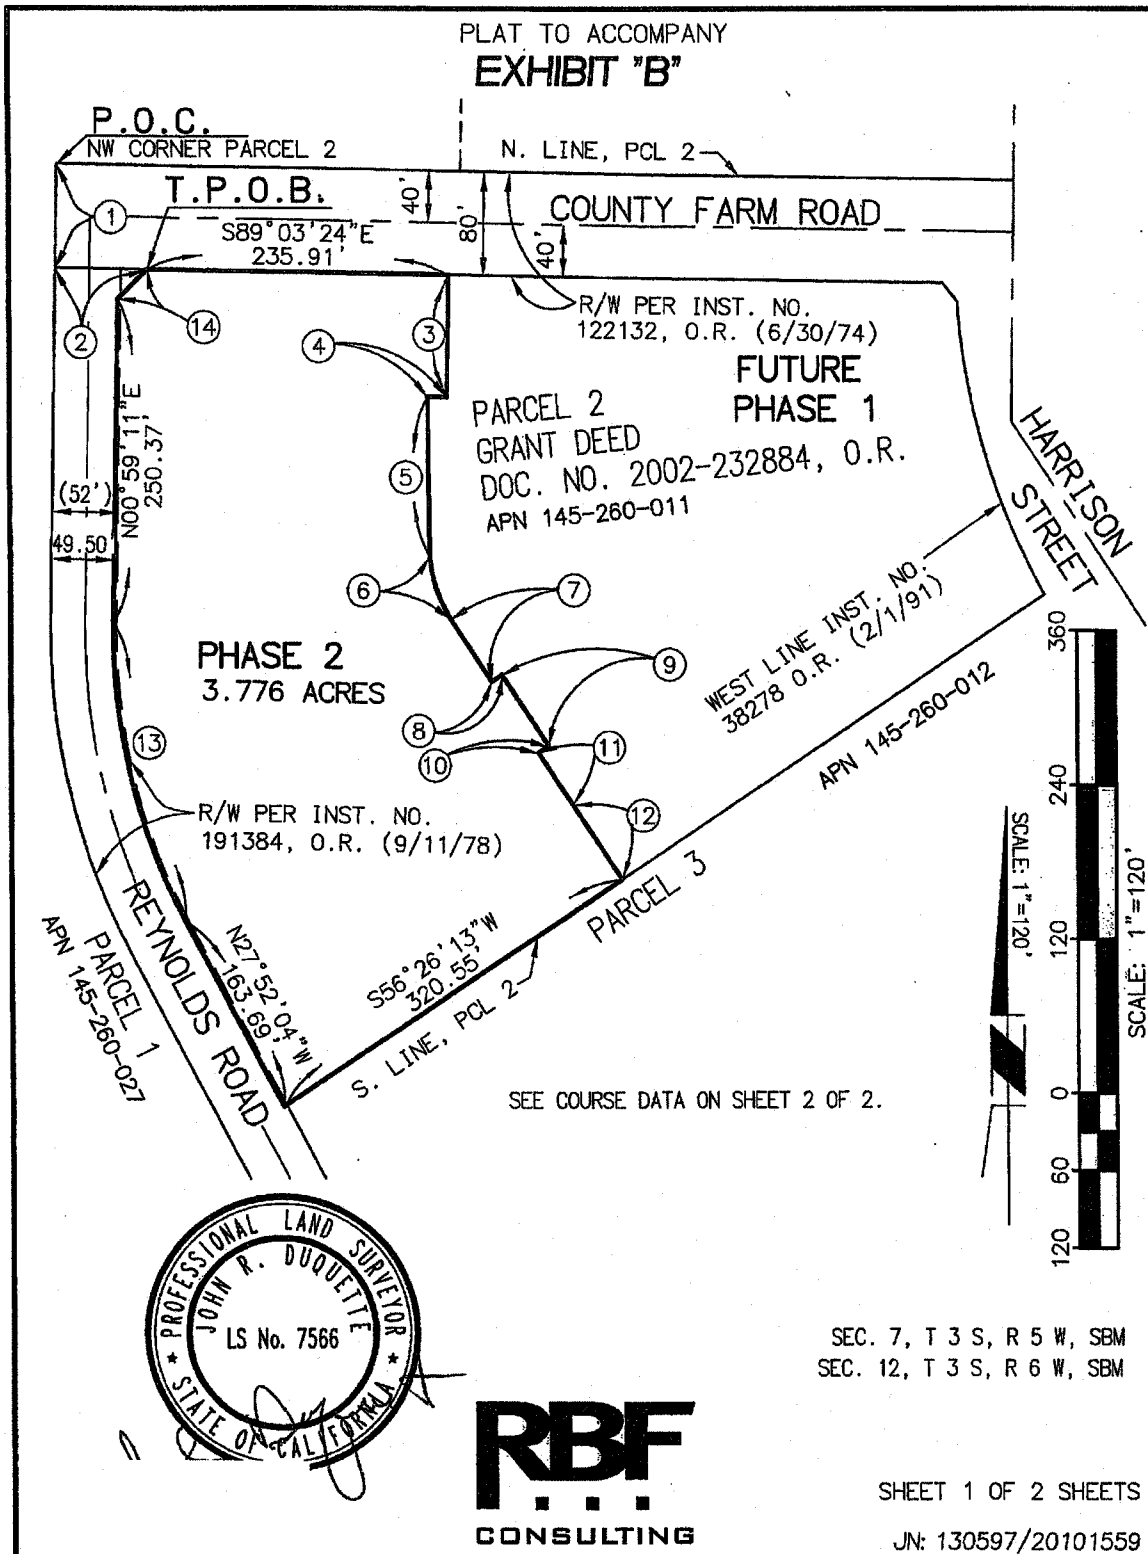 PLAT TO ACCOMPANY
EXHIBIT "B"
P.O.C.
NW CORNER PARCEL 2
N. LINE, PCL 2
T.P.O.B.
1
40'
80'
COUNTY FARM ROAD
S89°03'24"E
235.91'
40'
R/W PER INST. NO.
122132, O.R. (6/30/74)
2
14
4
3
FUTURE
PHASE 1
PARCEL 2
GRANT DEED
DOC. NO. 2002-232884, O.R.
APN 145-260-011
HARRISON
STREET
N00°59'11"E
250.37'
5
(52')
49.50'
6
7
WEST LINE INST. NO.
38278 O.R. (2/1/91)
PHASE 2
3.776 ACRES
9
8
10
11
APN 145-260-012
13
12
R/W PER INST. NO.
191384, O.R. (9/11/78)
PARCEL 3
REYNOLDS ROAD
PARCEL 1
APN 145-260-027
N27°52'04"W
163.69'
S56°26'13"W
320.55'
S. LINE, PCL 2
SCALE: 1"=120'
360
240
120
0
60
120
SCALE: 1"=120'
SEE COURSE DATA ON SHEET 2 OF 2.
PROFESSIONAL LAND SURVEYOR
JOHN R. DUQUETTE
LS No. 7566
STATE OF CALIFORNIA
SEC. 7, T 3 S, R 5 W, SBM
SEC. 12, T 3 S, R 6 W, SBM
RBF
CONSULTING
SHEET 1 OF 2 SHEETS
JN: 130597/20101559